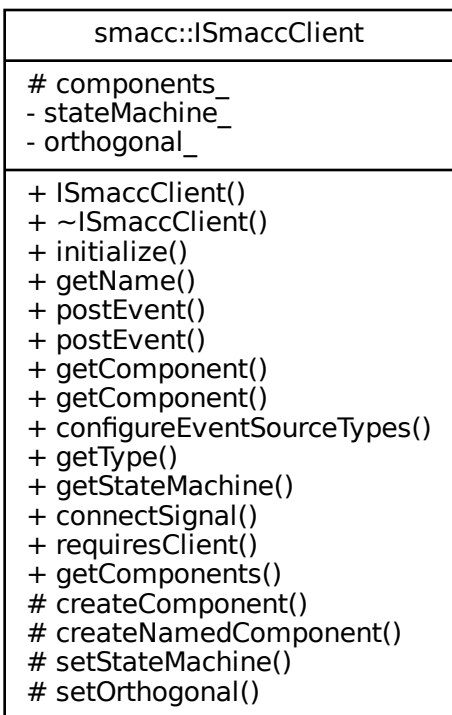 smacc::ISmaccClient
# components_
- stateMachine_
- orthogonal_
+ ISmaccClient()
+ ~ISmaccClient()
+ initialize()
+ getName()
+ postEvent()
+ postEvent()
+ getComponent()
+ getComponent()
+ configureEventSourceTypes()
+ getType()
+ getStateMachine()
+ connectSignal()
+ requiresClient()
+ getComponents()
# createComponent()
# createNamedComponent()
# setStateMachine()
# setOrthogonal()